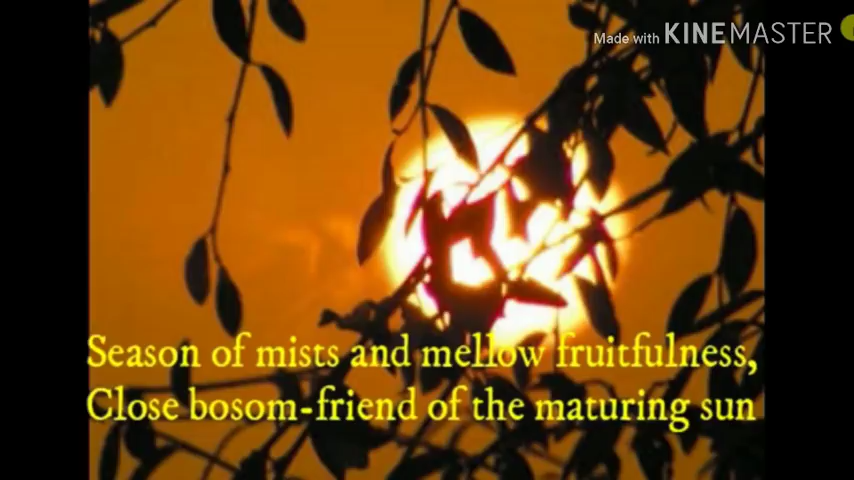 Made with KINEMASTER
Season of mists and mellow fruitfulness,
Close bosom-friend of the maturing sun